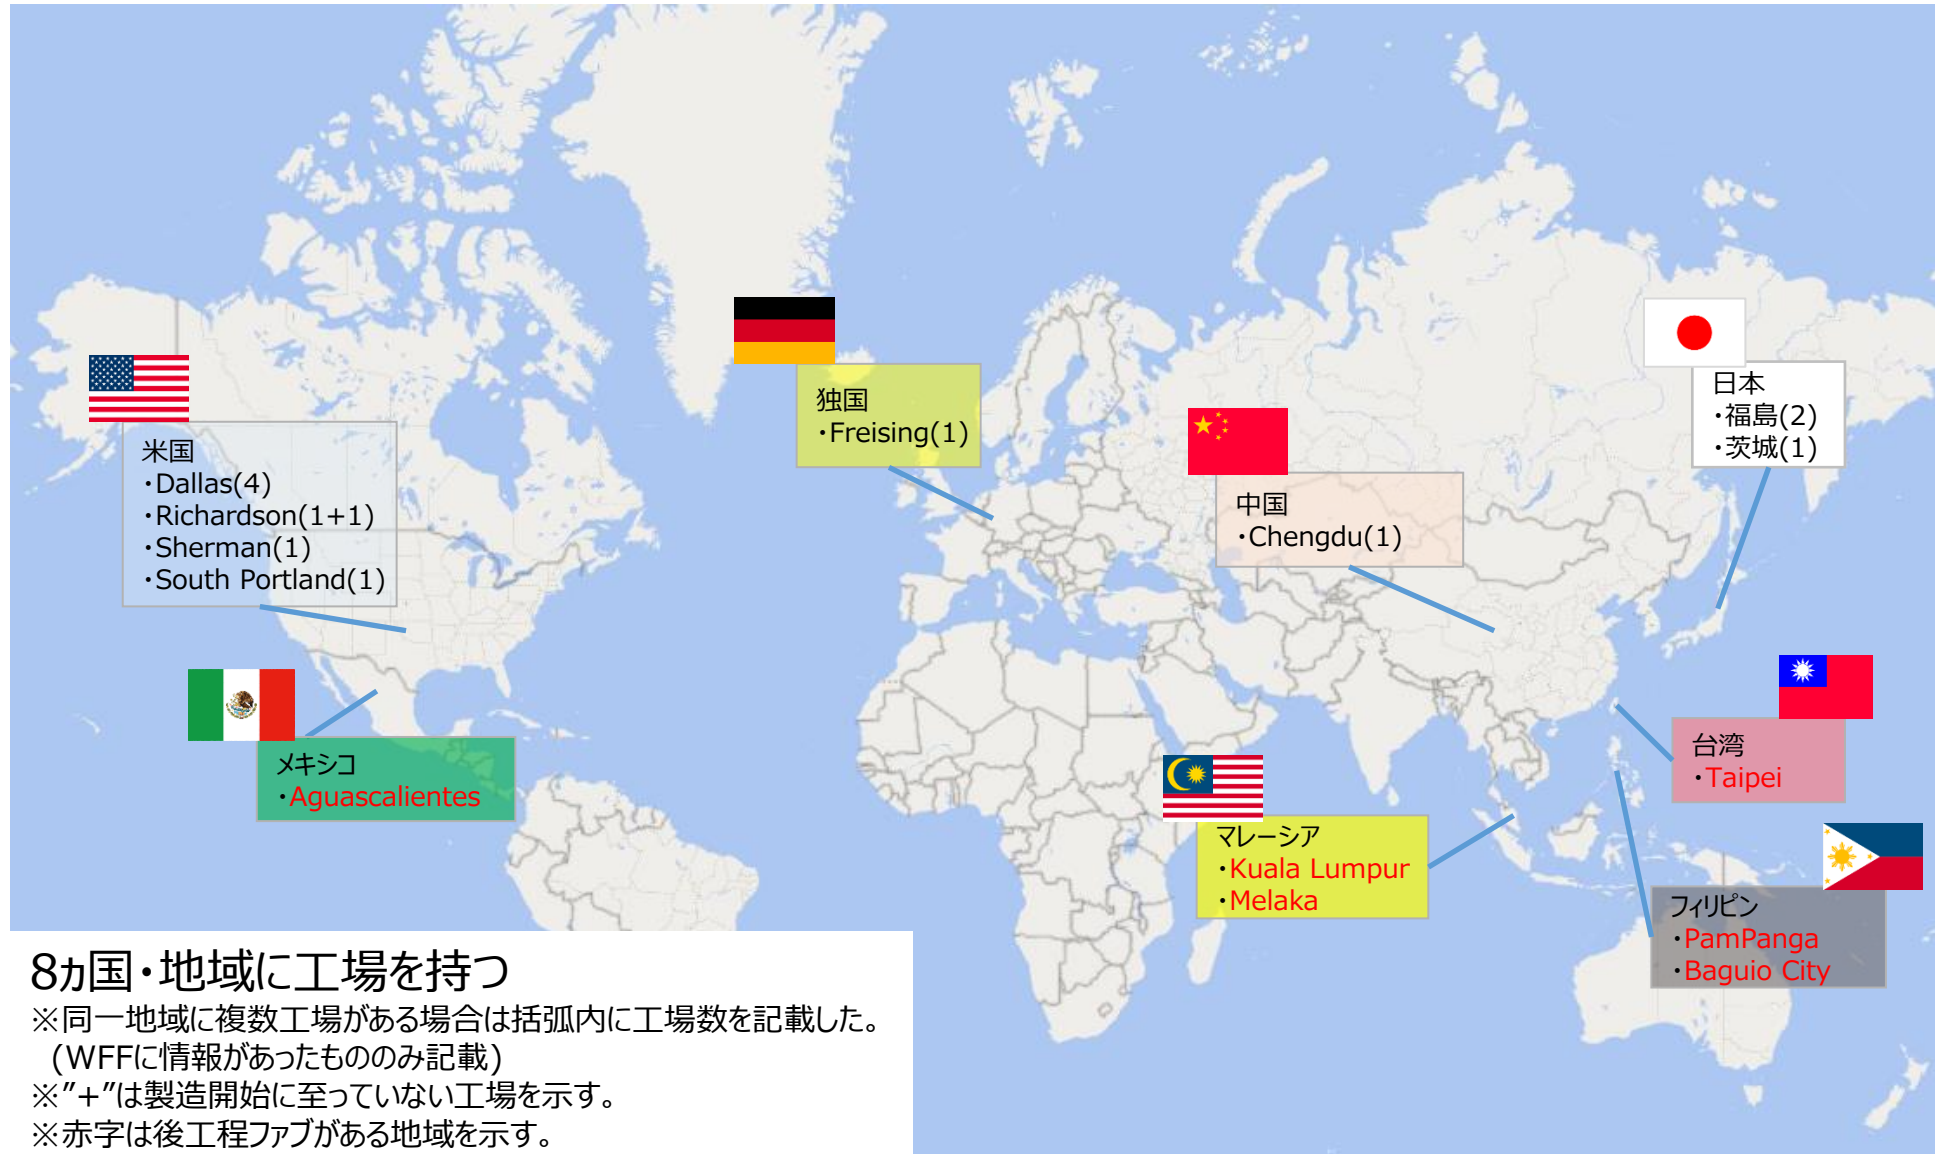 米国
・Dallas(4)
・Richardson(1+1)
・Sherman(1)
・South Portland(1)
メキシコ
・Aguascalientes
独国
・Freising(1)
中国
・Chengdu(1)
日本
・福島(2)
・茨城(1)
台湾
・Taipei
マレーシア
・Kuala Lumpur
・Melaka
フィリピン
・PamPanga
・Baguio City
8ヵ国・地域に工場を持つ
※同一地域に複数工場がある場合は括弧内に工場数を記載した。
(WFFに情報があったもののみ記載)
※”+”は製造開始に至っていない工場を示す。
※赤字は後工程ファブがある地域を示す。